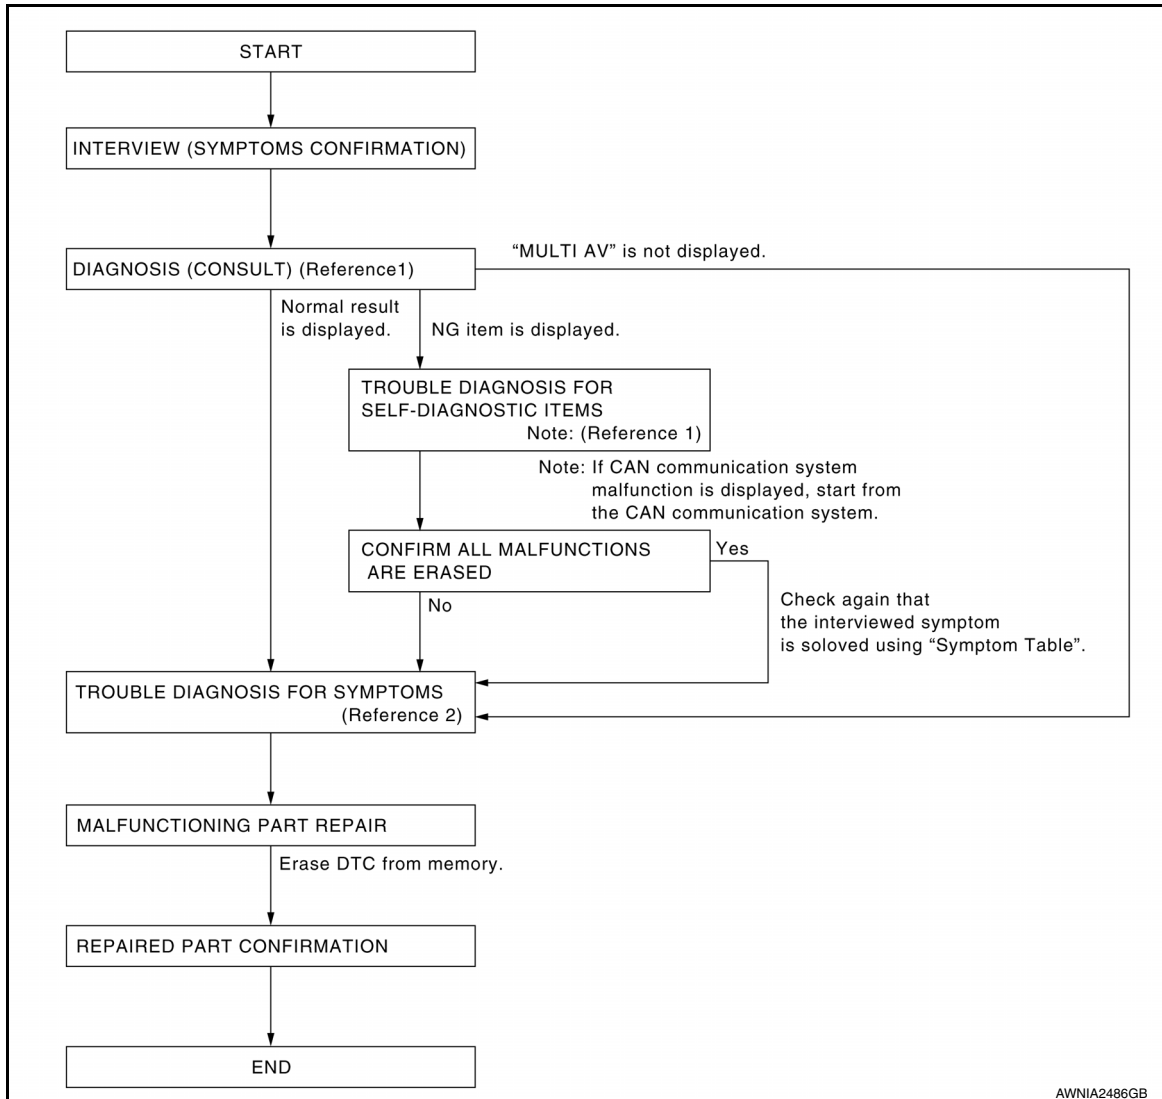 START
INTERVIEW (SYMPTOMS CONFIRMATION)
DIAGNOSIS (CONSULT) (Reference1)
“MULTI AV” is not displayed.
Normal result
is displayed.
NG item is displayed.
TROUBLE DIAGNOSIS FOR
SELF-DIAGNOSTIC ITEMS
Note: (Reference 1)
Note: If CAN communication system
malfunction is displayed, start from
the CAN communication system.
CONFIRM ALL MALFUNCTIONS
ARE ERASED
Yes
No
Check again that
the interviewed symptom
is soloved using “Symptom Table”.
TROUBLE DIAGNOSIS FOR SYMPTOMS
(Reference 2)
MALFUNCTIONING PART REPAIR
Erase DTC from memory.
REPAIRED PART CONFIRMATION
END
AWNIA2486GB